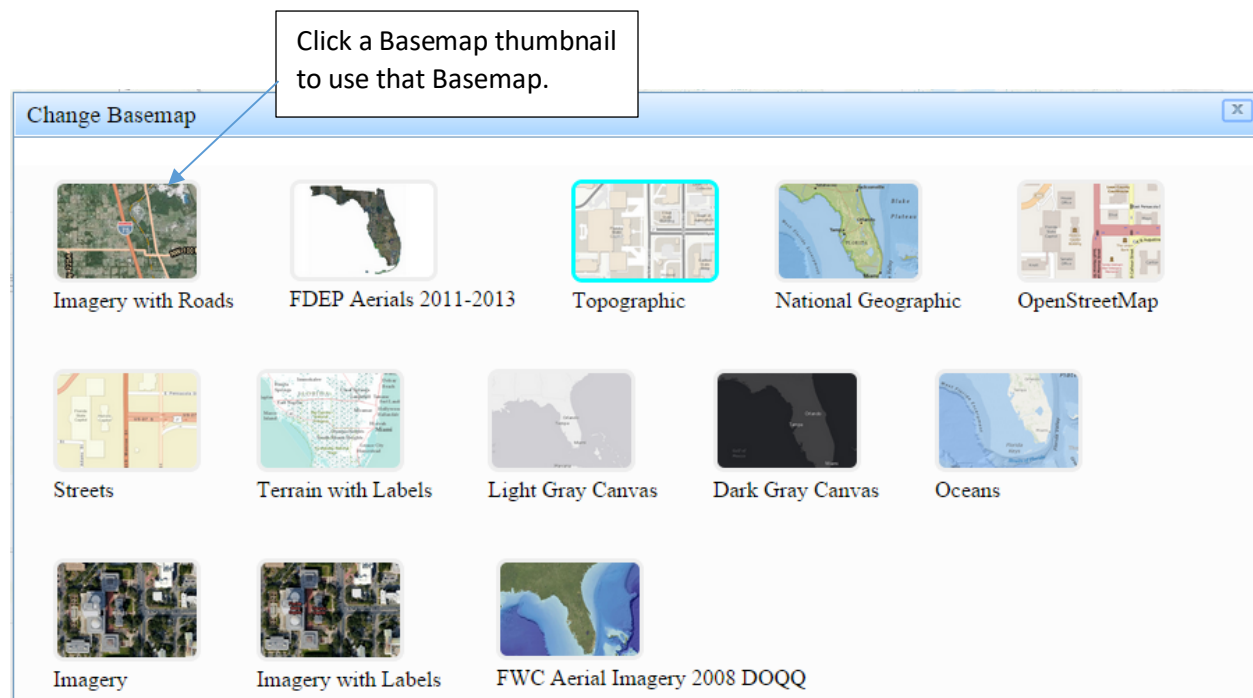 Click a Basemap thumbnail
to use that Basemap.
Change Basemap
x
Imagery with Roads
FDEP Aerials 2011-2013
Topographic
National Geographic
OpenStreetMap
Streets
Terrain with Labels
Light Gray Canvas
Dark Gray Canvas
Oceans
Imagery
Imagery with Labels
FWC Aerial Imagery 2008 DOQQ